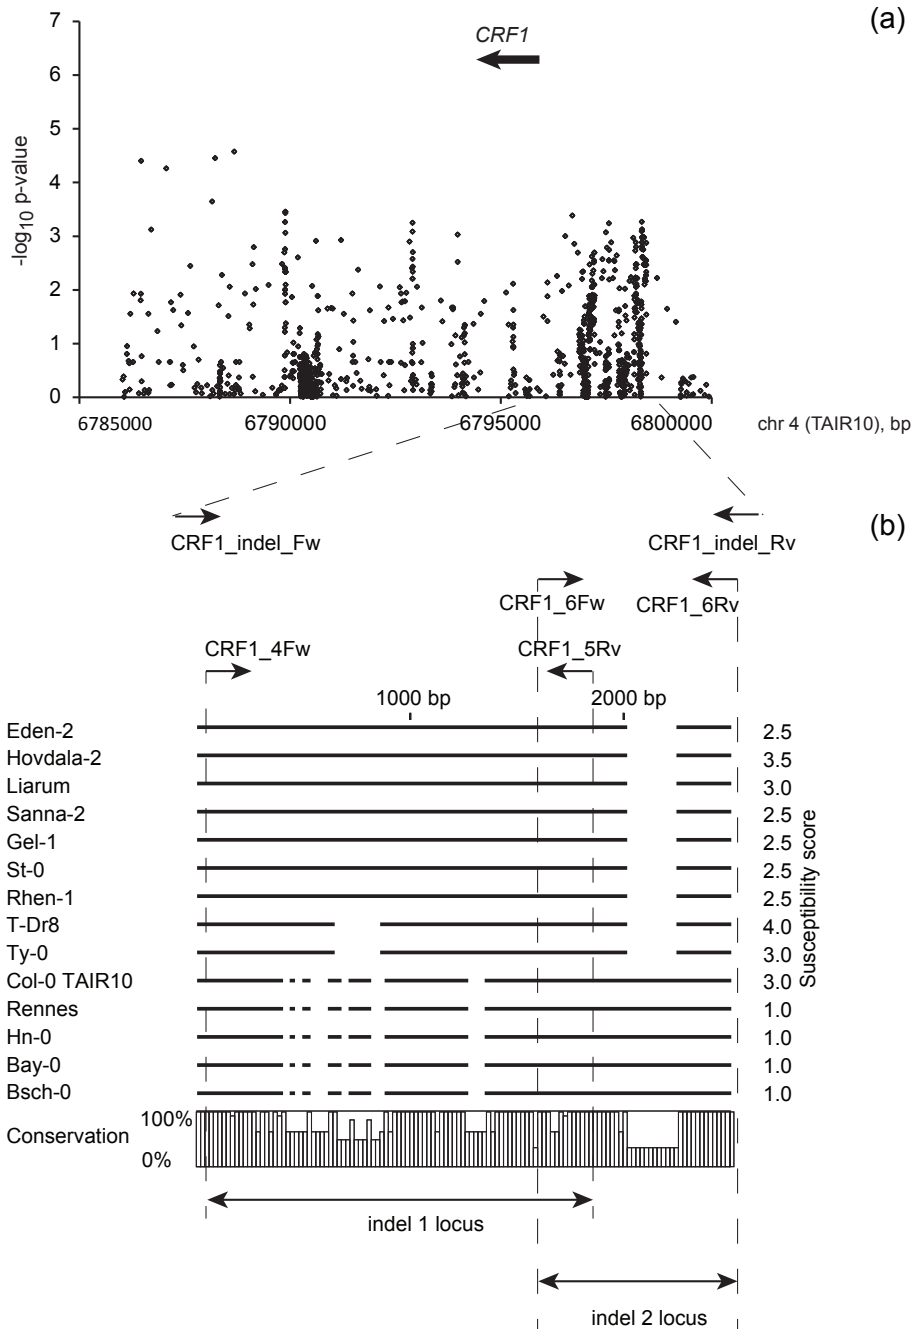 (a)
CRF1
7
6
5
4
3
2
1
0
-log10 p-value
6785000 6790000 6795000 6800000 chr 4 (TAIR10), bp
(b)
CRF1_indel_Fw CRF1_indel_Rv
CRF1_6Fw CRF1_6Rv
CRF1_4Fw CRF1_5Rv
1000 bp 2000 bp
Eden-2 2.5
Hovdala-2 3.5
Liarum 3.0
Sanna-2 2.5
Gel-1 2.5
St-0 2.5
Rhen-1 2.5
T-Dr8 4.0
Ty-0 3.0
Col-0 TAIR10 3.0
Rennes 1.0
Hn-0 1.0
Bay-0 1.0
Bsch-0 1.0
Susceptibility score
100%
Conservation
0%
indel 1 locus
indel 2 locus